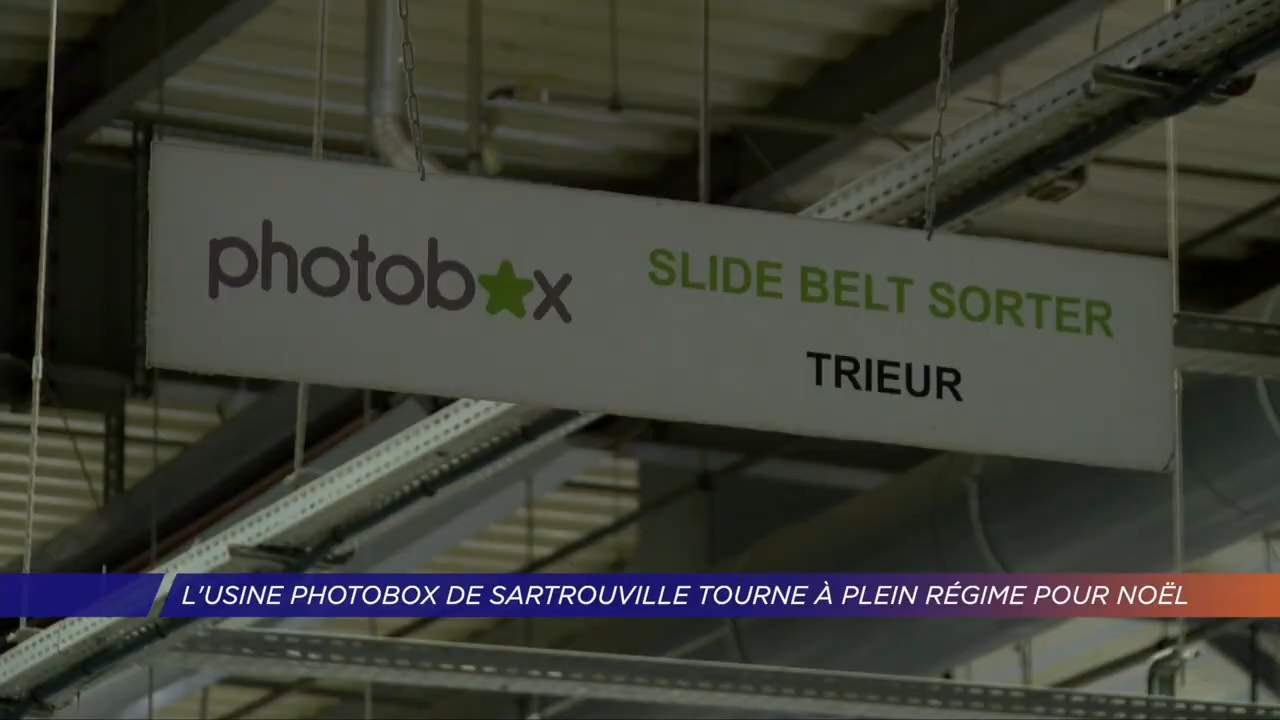 photobox
SLIDE BELT SORTER
TRIEUR
L'USINE PHOTOBOX DE SARTROUVILLE TOURNE À PLEIN RÉGIME POUR NOËL